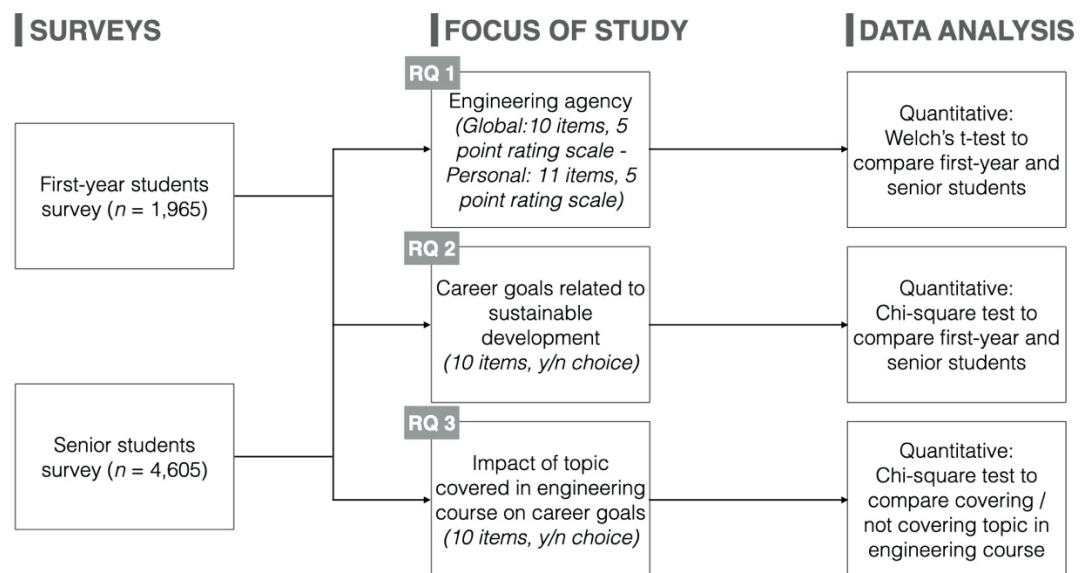 SURVEYS
FOCUS OF STUDY
DATA ANALYSIS
First-year students
survey (n = 1,965)
Senior students
survey (n = 4,605)
RQ 1
Engineering agency
(Global:10 items, 5
point rating scale -
Personal: 11 items, 5
point rating scale)
RQ 2
Career goals related to
sustainable
development
(10 items, y/n choice)
RQ 3
Impact of topic
covered in engineering
course on career goals
(10 items, y/n choice)
Quantitative:
Welch's t-test to
compare first-year and
senior students
Quantitative:
Chi-square test to
compare first-year and
senior students
Quantitative:
Chi-square test to
compare covering /
not covering topic in
engineering course